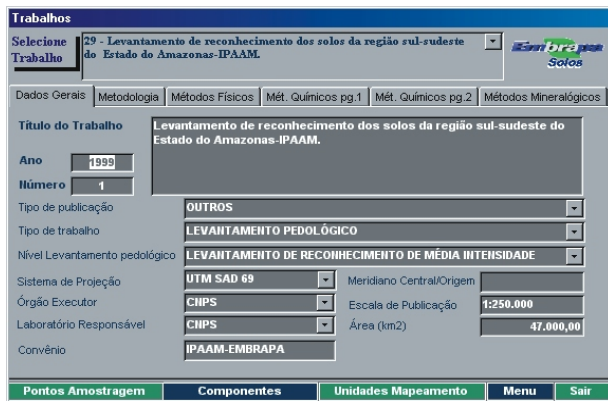 Trabalhos
Selecione
Trabalho
29 - Levantamento de reconhecimento dos solos da região sul-sudeste
do Estado do Amazonas-IPAAM.
Embrapa
Solos
Dados Gerais Metodologia Métodos Físicos Mét. Químicos pg.1 Mét. Químicos pg.2 Métodos Mineralógicos
Título do Trabalho
Levantamento de reconhecimento dos solos da região sul-sudeste do
Estado do Amazonas-IPAAM.
Ano 1999
Número 1
Tipo de publicação OUTROS
Tipo de trabalho LEVANTAMENTO PEDOLÓGICO
Nível Levantamento pedológico LEVANTAMENTO DE RECONHECIMENTO DE MÉDIA INTENSIDADE
Sistema de Projeção UTM SAD 69 Meridiano Central/Origem
Órgão Executor CNPS Escala de Publicação 1:250.000
Laboratório Responsável CNPS Área (km2) 47.000,00
Convênio IPAAM-EMBRAPA
Pontos Amostragem Componentes Unidades Mapeamento Menu Sair